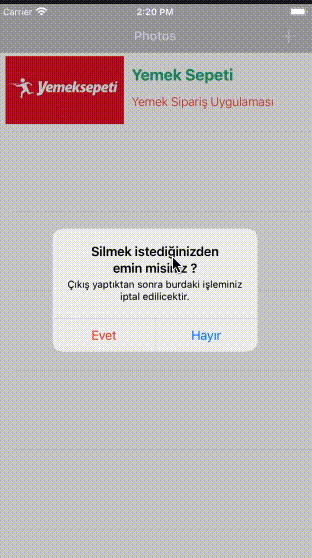 Carrier 2:20 PM
Photos +
Yemeksepeti
Yemek Sepeti
Yemek Sipariş Uygulaması
Silmek istediğinizden
emin misiniz ?
Çıkış yaptıktan sonra burdaki işleminiz
iptal edilicektir.
Evet Hayır